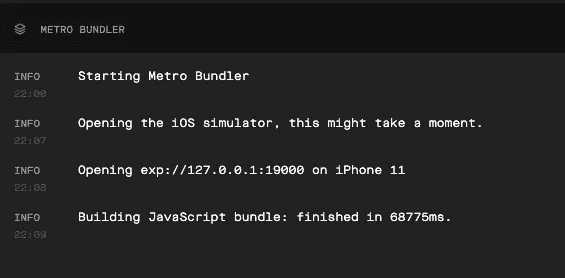 METRO BUNDLER
INFO Starting Metro Bundler
22:00
INFO Opening the iOS simulator, this might take a moment.
22:07
INFO Opening exp://127.0.0.1:19000 on iPhone 11
22:08
INFO Building JavaScript bundle: finished in 68775ms.
22:09